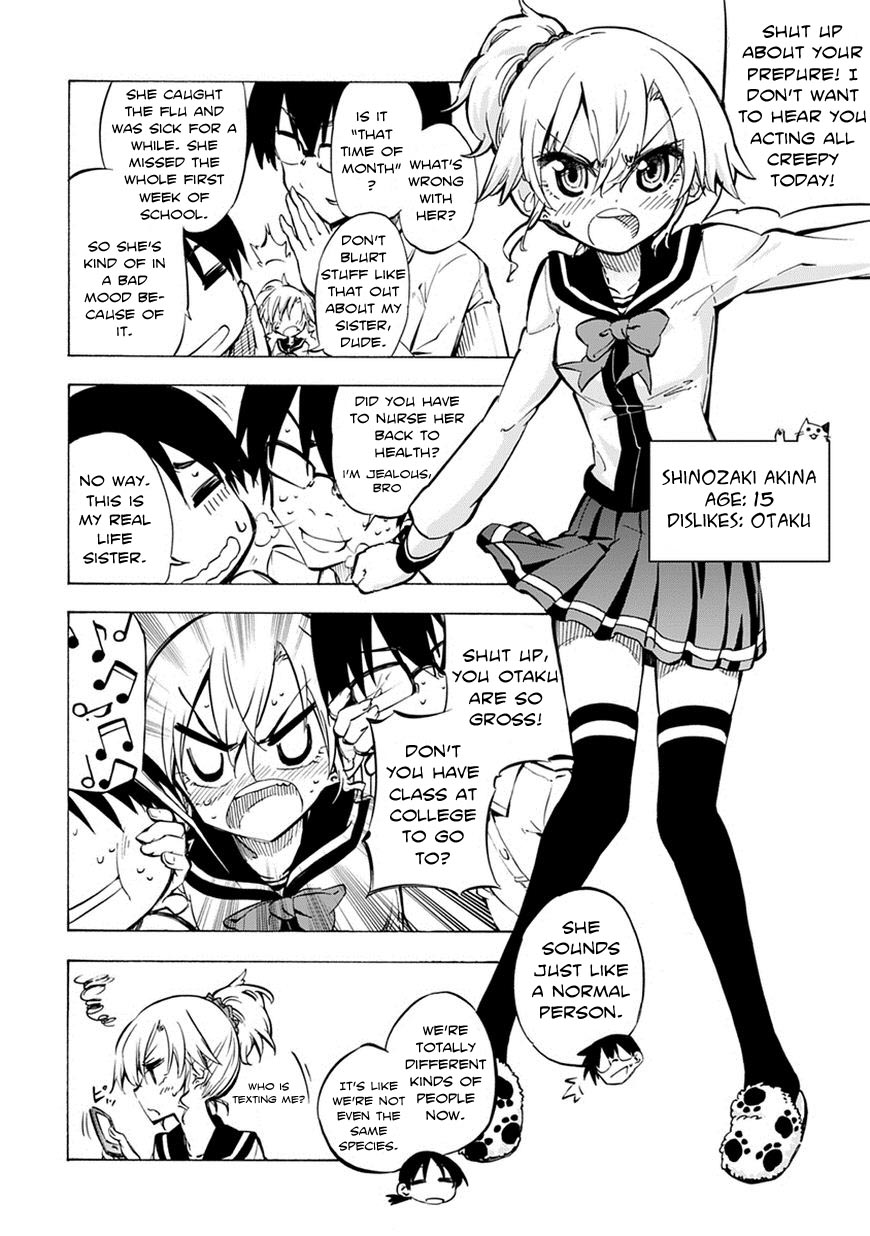 SHUT UP
ABOUT YOUR
PREPURE! I
DON'T WANT
TO HEAR YOU
ACTING ALL
CREEPY
TODAY!
WHAT'S
WRONG
WITH
HER?
IS IT
"THAT
TIME OF
MONTH"
?
DON'T
BLURT
STUFF LIKE
THAT OUT
ABOUT MY
SISTER,
DUDE.
SHE CAUGHT
THE FLU AND
WAS SICK FOR A
WHILE. SHE
MISSED THE
WHOLE FIRST
WEEK OF
SCHOOL.
SO SHE'S
KIND OF IN
A BAD
MOOD BE-
CAUSE OF
IT.
SHINOZAKI AKINA
AGE: 15
DISLIKES: OTAKU
DID YOU HAVE
TO NURSE HER
BACK TO
HEALTH?
I'M JEALOUS,
BRO
NO WAY.
THIS IS
MY REAL
LIFE
SISTER.
SHUT UP,
YOU OTAKU
ARE SO
GROSS!
DON'T
YOU HAVE
CLASS AT
COLLEGE
TO GO
TO?
SHE
SOUNDS
JUST LIKE
A NORMAL
PERSON.
WE'RE
TOTALLY
DIFFERENT
KINDS OF
PEOPLE
NOW.
IT'S LIKE
WE'RE NOT
EVEN THE
SAME
SPECIES.
WHO IS
TEXTING ME?